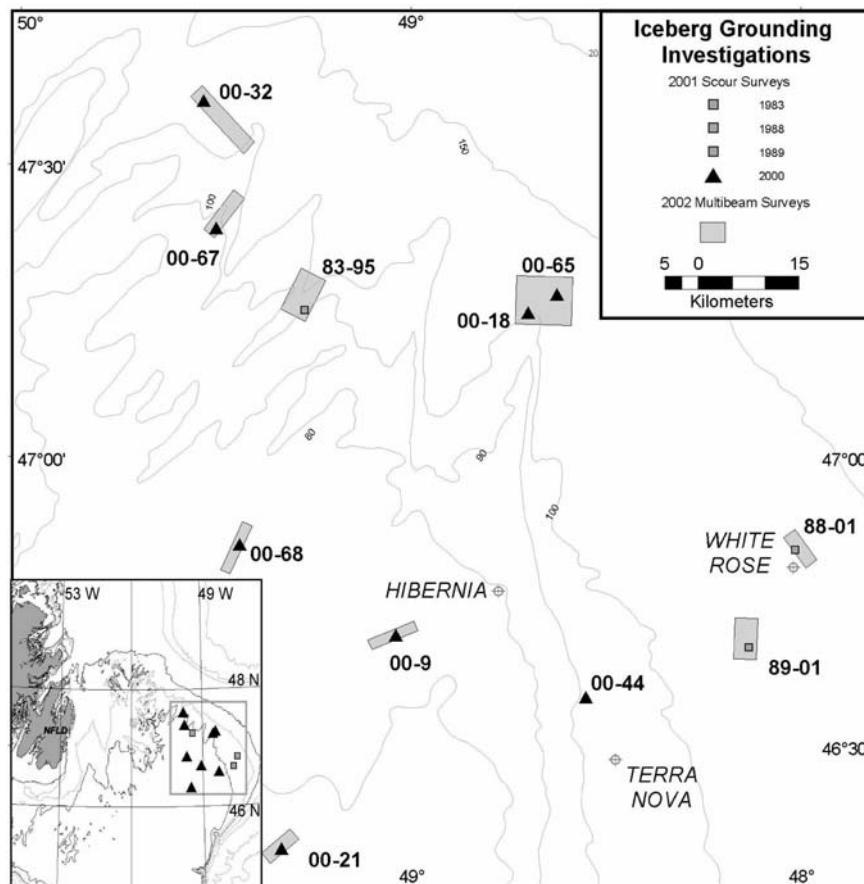 50°
49°
Iceberg Grounding
Investigations
2001 Scour Surveys
1983
1988
1989
2000
2002 Multibeam Surveys
5 0 15
Kilometers
20
150
00-32
47°30'
100
00-67
83-95
00-65
00-18
80
90
47°00'
47°00'
100
88-01
WHITE
ROSE
00-68
HIBERNIA
53 W
49 W
00-9
89-01
00-44
48 N
NFLD
46°30'
TERRA
NOVA
46 N
00-21
49°
48°